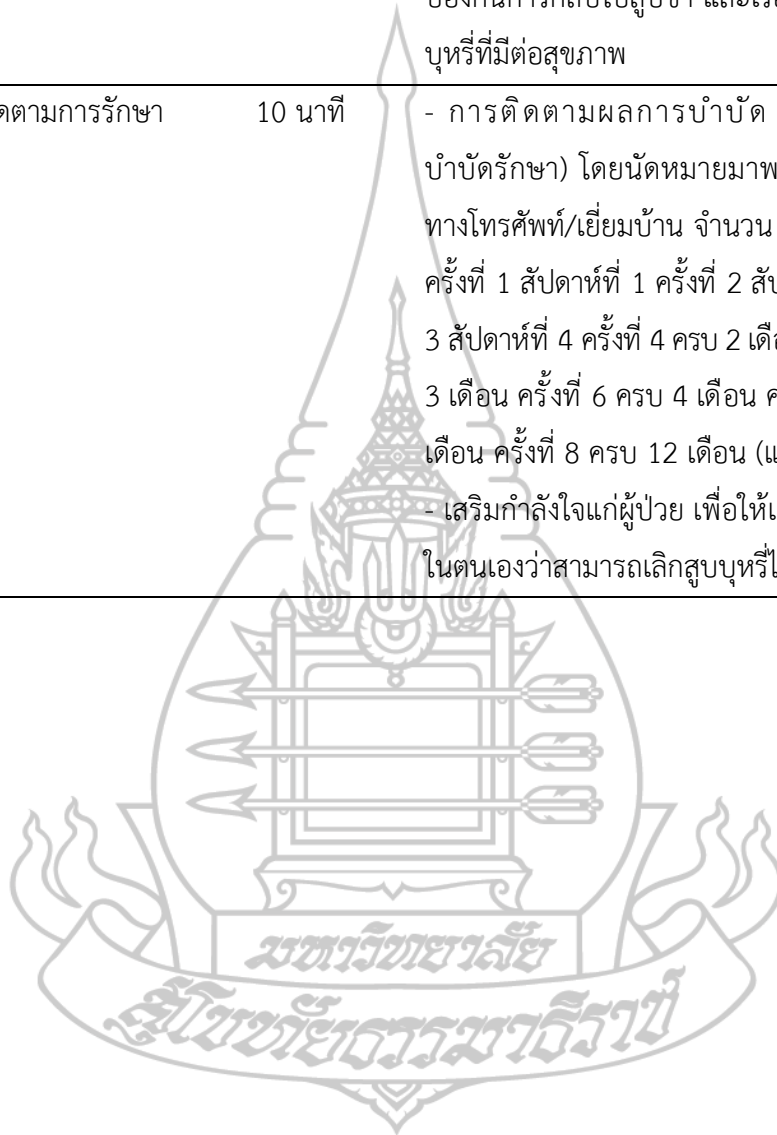 บุหรี่ที่มีต่อสุขภาพ
ดตามการรักษา 10 นาที - การติดตามผลการบำบัด
บำบัดรักษา) โดยนัดหมายมาพ
ทางโทรศัพท์/เยี่ยมบ้าน จำนวน
ครั้งที่ 1 สัปดาห์ที่ 1 ครั้งที่ 2 สัป
3 สัปดาห์ที่ 4 ครั้งที่ 4 ครบ 2 เดือ
3 เดือน ครั้งที่ 6 ครบ 4 เดือน ค
เดือน ครั้งที่ 8 ครบ 12 เดือน (แ
- เสริมกำลังใจแก่ผู้ป่วย เพื่อให้เ
ในตนเองว่าสามารถเลิกสูบบุหรี่ไ
มหาวิทยาลัย
สุโขทัยธรรมาธิราช